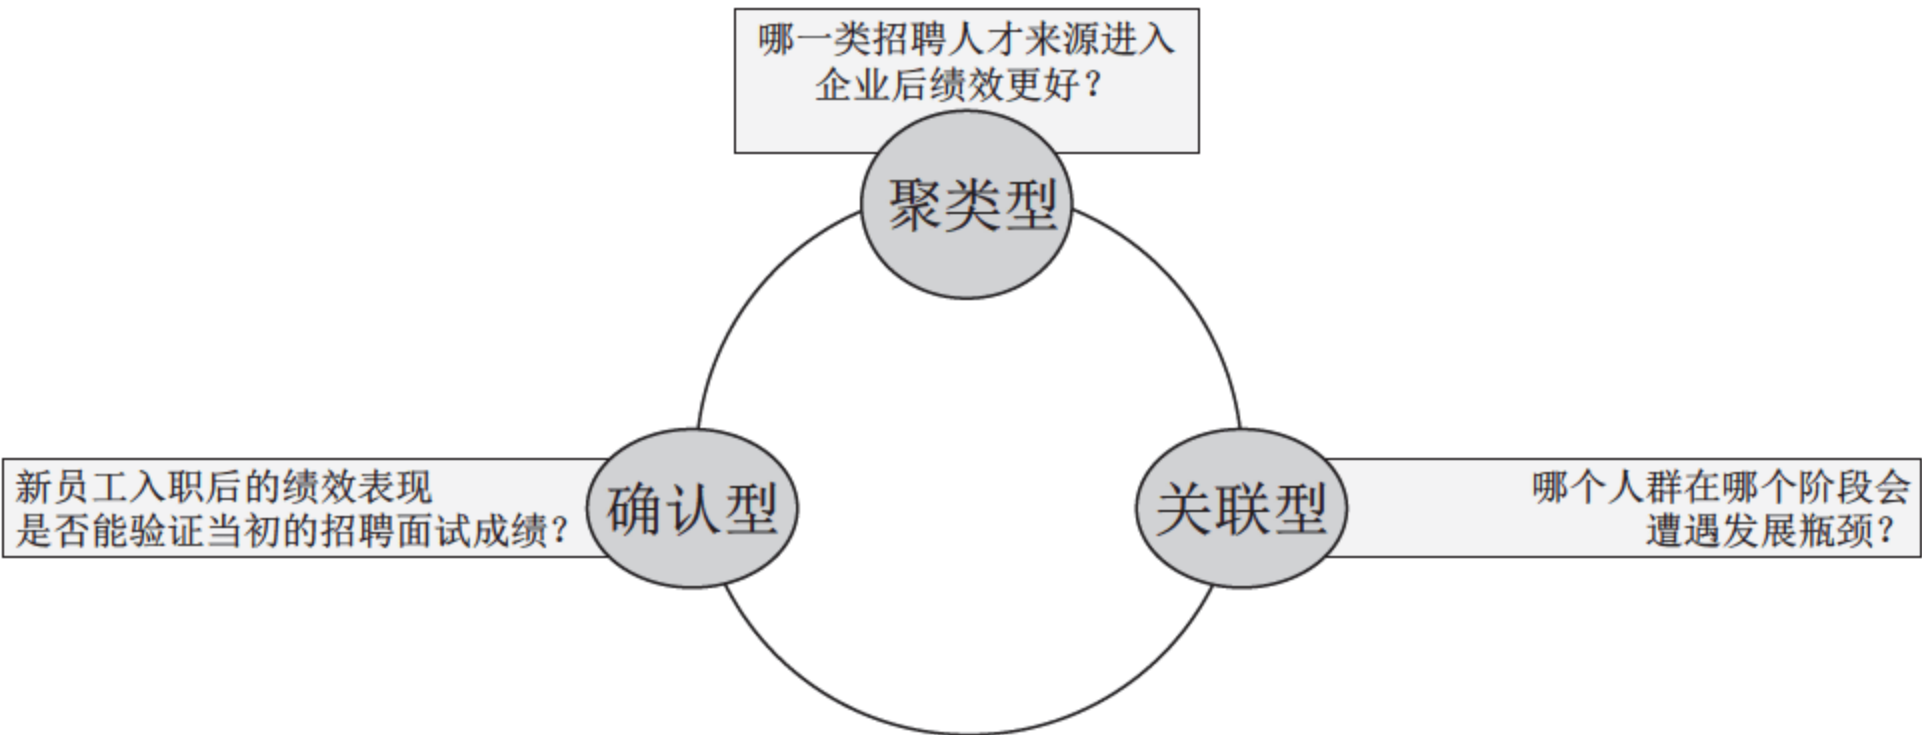 哪一类招聘人才来源进入
企业后绩效更好？
聚类型
新员工入职后的绩效表现
是否能验证当初的招聘面试成绩？
确认型
关联型
哪个人群在哪个阶段会
遭遇发展瓶颈？